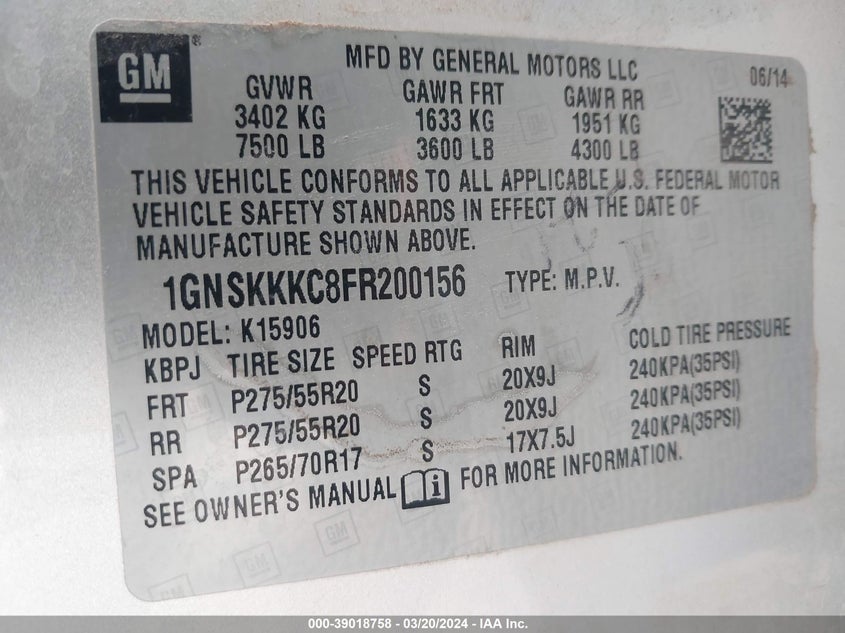 GM
®
MFD BY GENERAL MOTORS LLC
06/14
GVWR GAWR FRT GAWR RR
3402 KG 1633 KG 1951 KG
7500 LB 3600 LB 4300 LB
THIS VEHICLE CONFORMS TO ALL APPLICABLE U.S. FEDERAL MOTOR
VEHICLE SAFETY STANDARDS IN EFFECT ON THE DATE OF
MANUFACTURE SHOWN ABOVE.
1GNSKKKC8FR200156 TYPE: M.P.V.
MODEL: K15906
KBPJ TIRE SIZE SPEED RTG RIM COLD TIRE PRESSURE
FRT P275/55R20 S 20X9J 240KPA(35PSI)
RR P275/55R20 S 20X9J 240KPA(35PSI)
SPA P265/70R17 S 17X7.5J 240KPA(35PSI)
SEE OWNER'S MANUAL i FOR MORE INFORMATION.
000-39018758 - 03/20/2024 - IAA Inc.